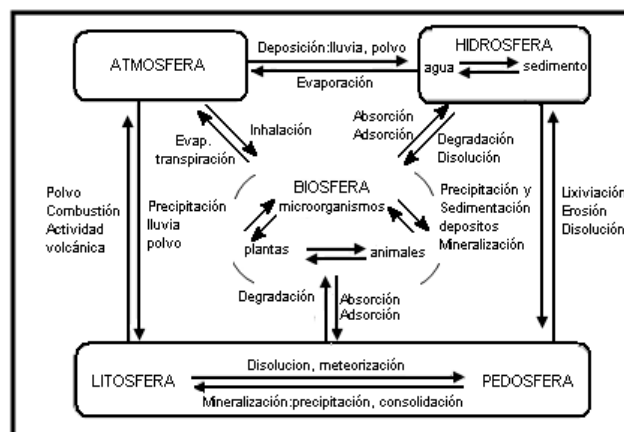 ATMOSFERA
Deposición:lluvia, polvo
Evaporación
HIDROSFERA
agua
sedimento
Evap.
transpiración
Inhalación
Absorción
Adsorción
Degradación
Disolución
Polvo
Combustión
Actividad
volcánica
Precipitación
lluvia
polvo
BIOSFERA
microorganismos
plantas
animales
Precipitación y
Sedimentación
depositos
Mineralización
Lixiviación
Erosión
Disolución
Degradación
Absorción
Adsorción
LITOSFERA
Disolucion, meteorización
Mineralización:precipitación, consolidación
PEDOSFERA